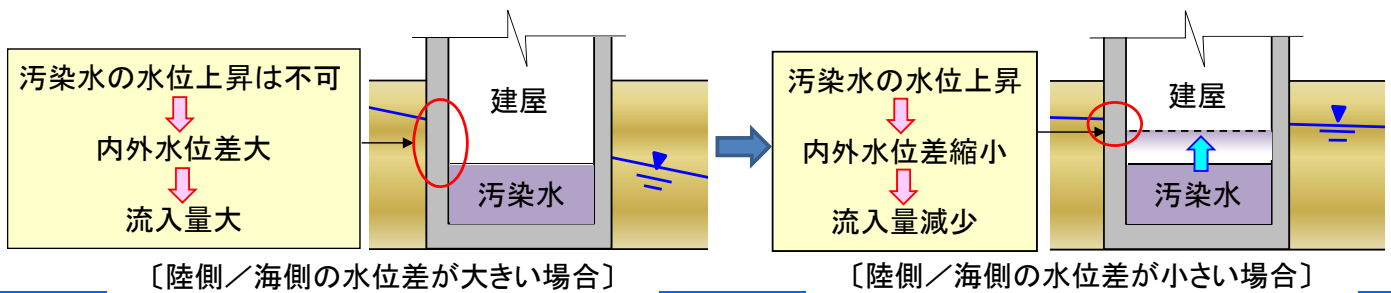 汚染水の水位上昇は不可
内外水位差大
流入量大
建屋
汚染水
〔陸側／海側の水位差が大きい場合〕
汚染水の水位上昇
内外水位差縮小
流入量減少
建屋
汚染水
〔陸側／海側の水位差が小さい場合〕